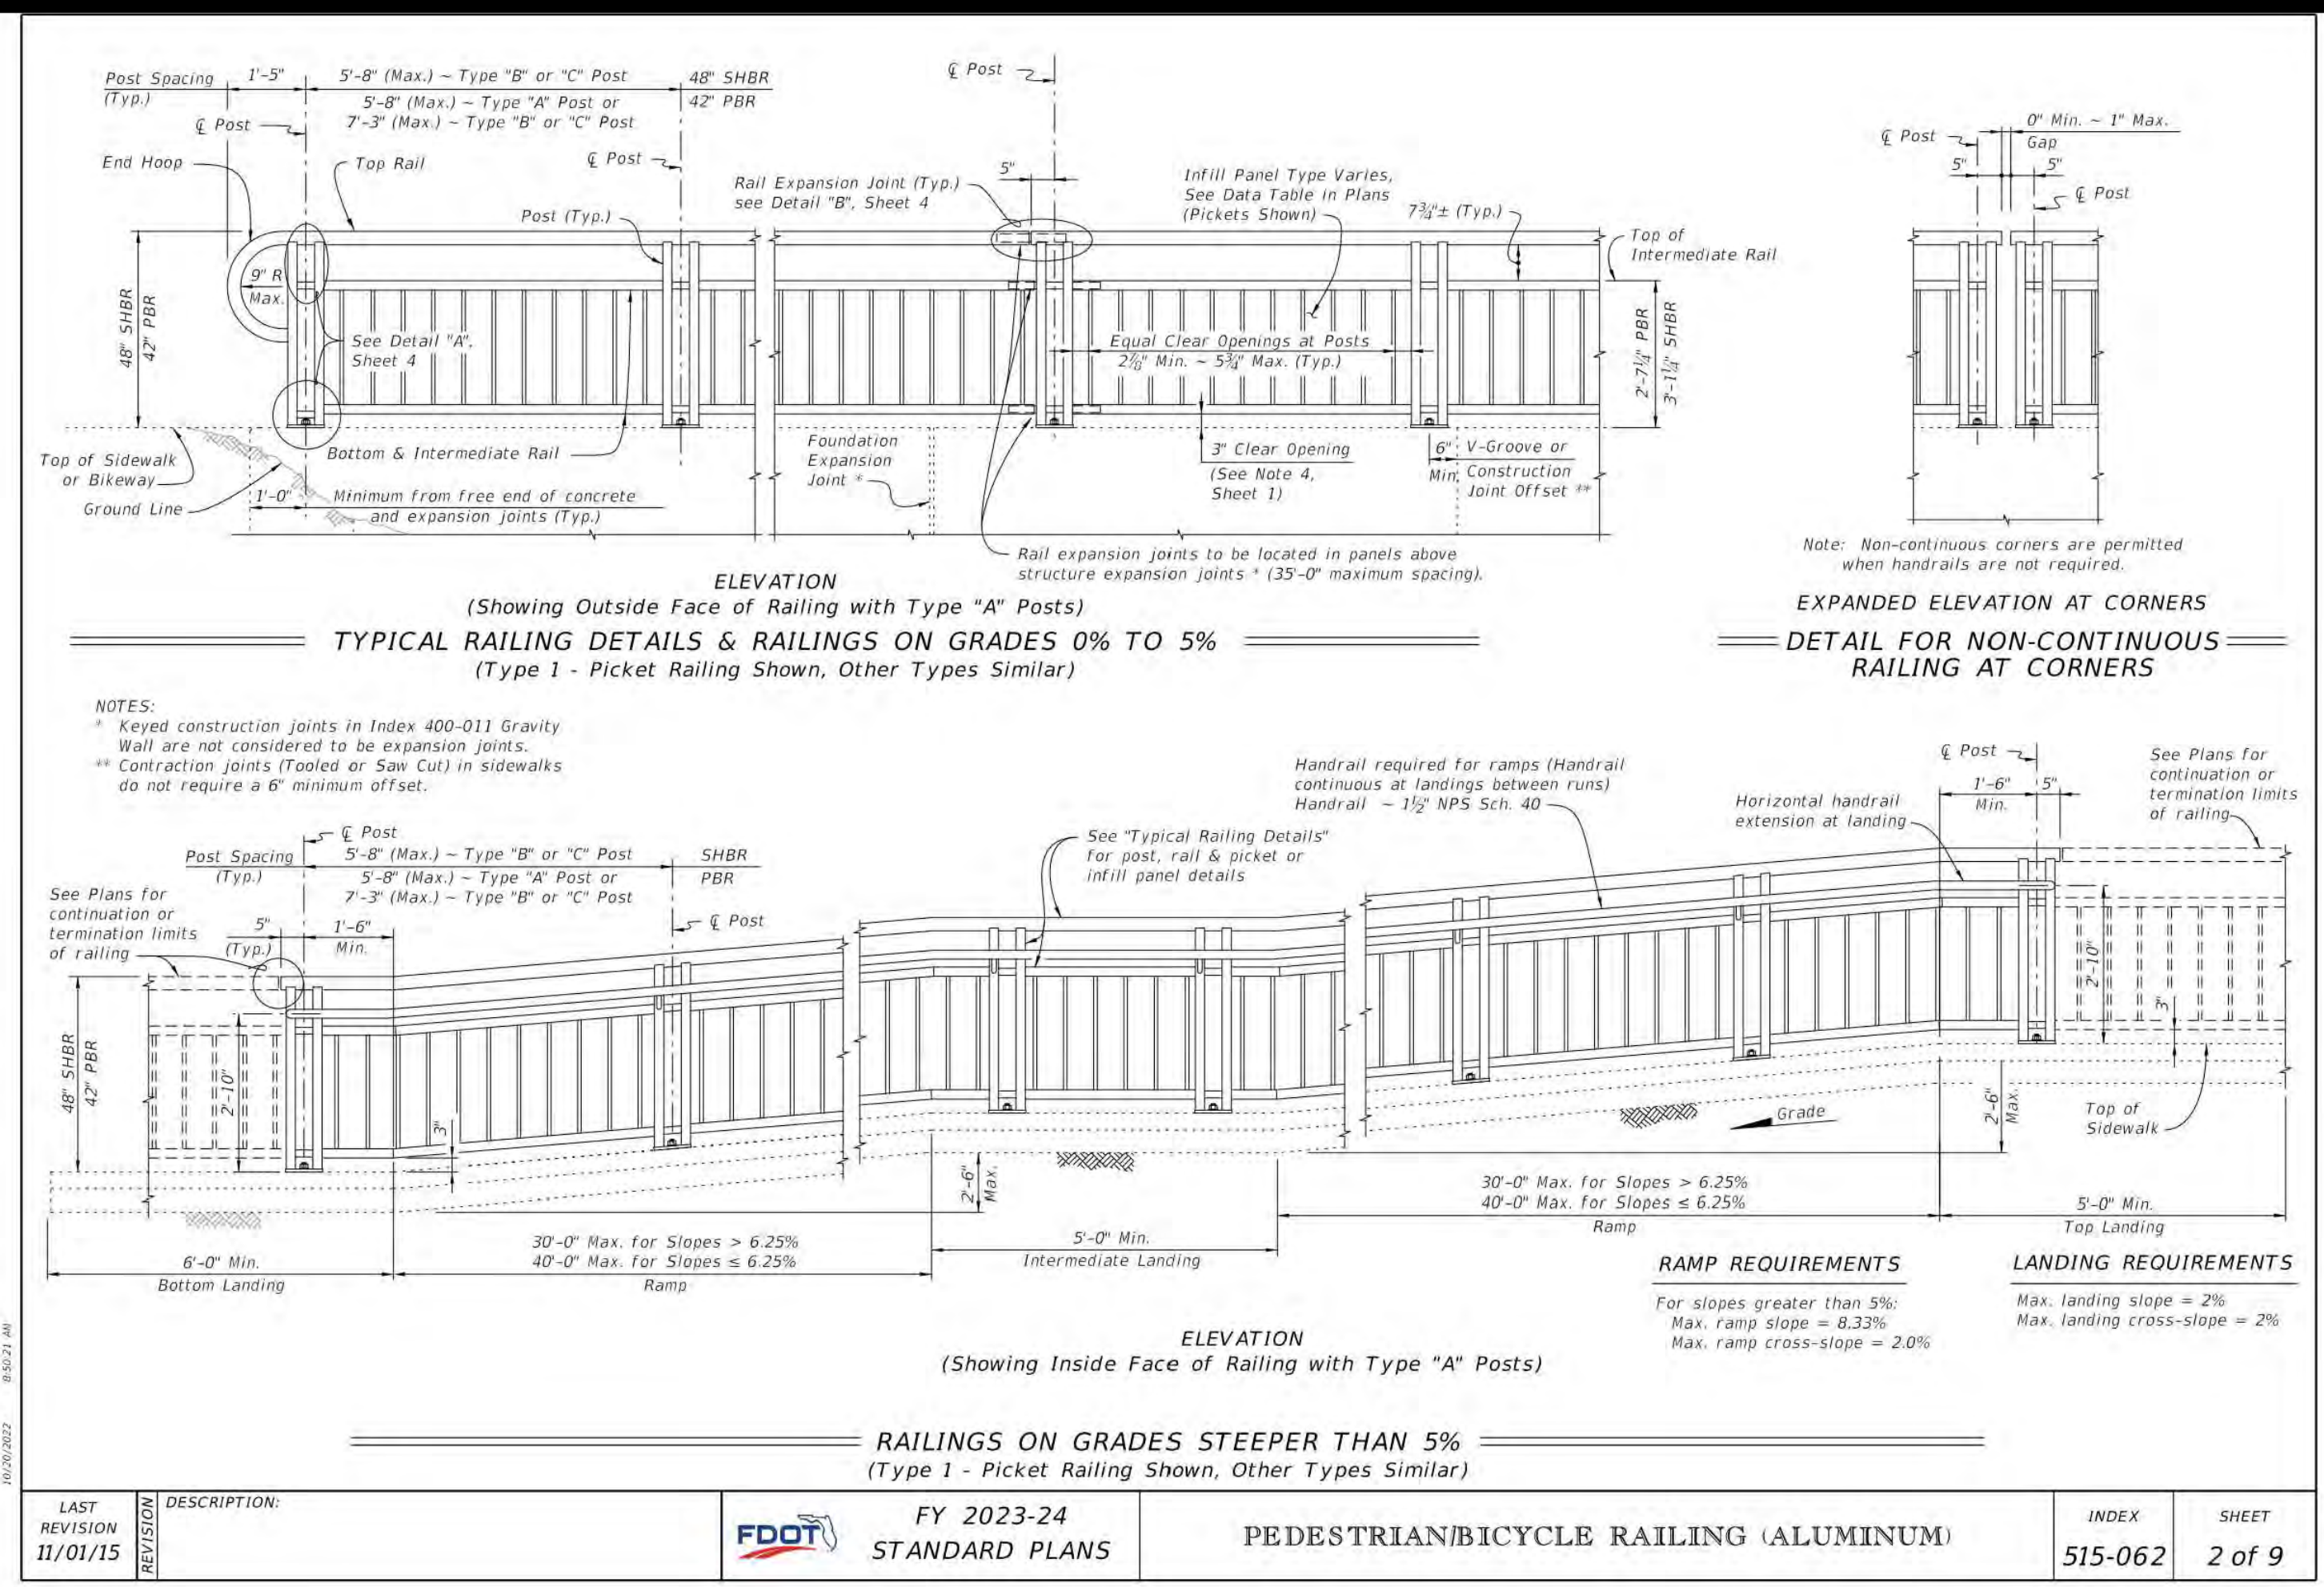 Post Spacing
(Typ.)
1'-5"
5'-8" (Max.) ~ Type "B" or "C" Post
48" SHBR
5'-8" (Max.) ~ Type "A" Post or
7'-3" (Max.) ~ Type "B" or "C" Post
42" PBR
℄ Post
℄ Post
℄ Post
End Hoop
Top Rail
Post (Typ.)
Rail Expansion Joint (Typ.)
see Detail "B", Sheet 4
5"
Infill Panel Type Varies,
See Data Table in Plans
(Pickets Shown)
7¾"± (Typ.)
Top of
Intermediate Rail
9" R
Max.
48" SHBR
42" PBR
See Detail "A",
Sheet 4
Equal Clear Openings at Posts
2⅞" Min. ~ 5¾" Max. (Typ.)
2'-7¼" PBR
3'-1¼" SHBR
Top of Sidewalk
or Bikeway
Ground Line
1'-0"
Bottom & Intermediate Rail
Minimum from free end of concrete
and expansion joints (Typ.)
Foundation
Expansion
Joint *
3" Clear Opening
(See Note 4,
Sheet 1)
6"
Min.
V-Groove or
Construction
Joint Offset **
Rail expansion joints to be located in panels above
structure expansion joints * (35'-0" maximum spacing).
ELEVATION
(Showing Outside Face of Railing with Type "A" Posts)
TYPICAL RAILING DETAILS & RAILINGS ON GRADES 0% TO 5%
(Type 1 - Picket Railing Shown, Other Types Similar)
℄ Post
0" Min. ~ 1" Max.
Gap
5"
5"
℄ Post
Note: Non-continuous corners are permitted
when handrails are not required.
EXPANDED ELEVATION AT CORNERS
DETAIL FOR NON-CONTINUOUS
RAILING AT CORNERS
NOTES:
* Keyed construction joints in Index 400-011 Gravity
Wall are not considered to be expansion joints.
** Contraction joints (Tooled or Saw Cut) in sidewalks
do not require a 6" minimum offset.
℄ Post
Post Spacing
(Typ.)
5'-8" (Max.) ~ Type "B" or "C" Post
SHBR
5'-8" (Max.) ~ Type "A" Post or
7'-3" (Max.) ~ Type "B" or "C" Post
PBR
See Plans for
continuation or
termination limits
of railing
5"
(Typ.)
1'-6"
Min.
℄ Post
See "Typical Railing Details"
for post, rail & picket or
infill panel details
Handrail required for ramps (Handrail
continuous at landings between runs)
Handrail ~ 1½" NPS Sch. 40
Horizontal handrail
extension at landing
℄ Post
1'-6"
Min.
5"
See Plans for
continuation or
termination limits
of railing
48" SHBR
42" PBR
2'-10"
3"
2'-10"
3"
2'-6"
Max.
Grade
2'-6"
Max.
Top of
Sidewalk
6'-0" Min.
Bottom Landing
30'-0" Max. for Slopes > 6.25%
40'-0" Max. for Slopes ≤ 6.25%
Ramp
5'-0" Min.
Intermediate Landing
30'-0" Max. for Slopes > 6.25%
40'-0" Max. for Slopes ≤ 6.25%
Ramp
5'-0" Min.
Top Landing
RAMP REQUIREMENTS
For slopes greater than 5%:
Max. ramp slope = 8.33%
Max. ramp cross-slope = 2.0%
LANDING REQUIREMENTS
Max. landing slope = 2%
Max. landing cross-slope = 2%
ELEVATION
(Showing Inside Face of Railing with Type "A" Posts)
RAILINGS ON GRADES STEEPER THAN 5%
(Type 1 - Picket Railing Shown, Other Types Similar)
10/20/2022 8:50:21 AM
LAST
REVISION
11/01/15
REVISION
DESCRIPTION:
FDOT
FY 2023-24
STANDARD PLANS
PEDESTRIAN/BICYCLE RAILING (ALUMINUM)
INDEX
515-062
SHEET
2 of 9